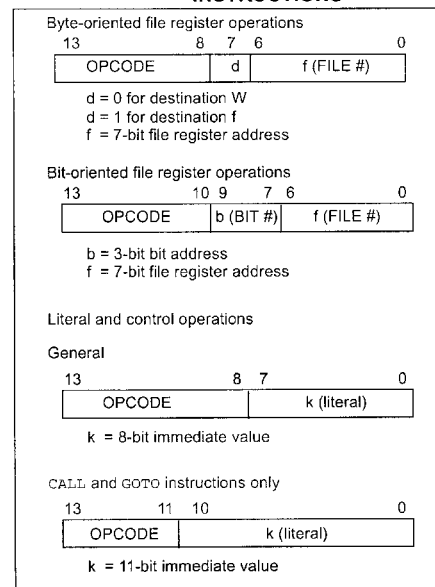 INSTRUCTIONS
Byte-oriented file register operations
13 8 7 6 0
OPCODE d f (FILE #)
d = 0 for destination W
d = 1 for destination f
f = 7-bit file register address
Bit-oriented file register operations
13 10 9 7 6 0
OPCODE b (BIT #) f (FILE #)
b = 3-bit bit address
f = 7-bit file register address
Literal and control operations
General
13 8 7 0
OPCODE k (literal)
k = 8-bit immediate value
CALL and GOTO instructions only
13 11 10 0
OPCODE k (literal)
k = 11-bit immediate value